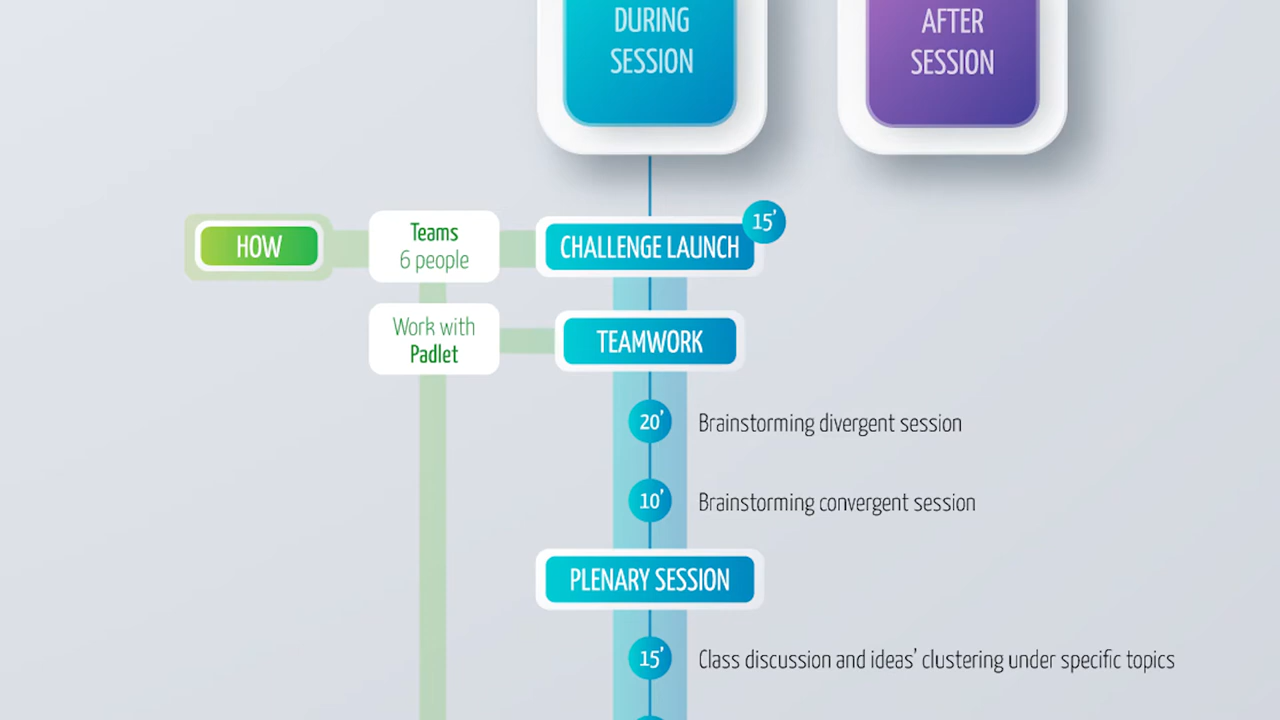 DURING
SESSION
AFTER
SESSION
HOW
Teams
6 people
CHALLENGE LAUNCH
15’
Work with
Padlet
TEAMWORK
20’
Brainstorming divergent session
10’
Brainstorming convergent session
PLENARY SESSION
15’
Class discussion and ideas’ clustering under specific topics